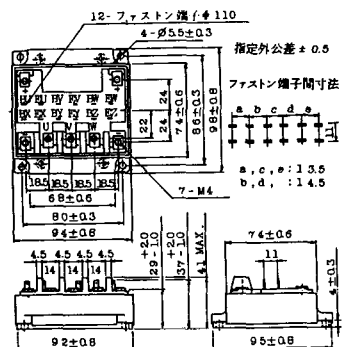 12-ファストン端子#110
4-Ø5.5±0.3
指定外公差±0.5
ファストン端子間寸法
a b c d e
11
a,c,e:13.5
b,d, :14.5
U V W
22
24
24
74±0.6
86±0.3
98±0.8
18.5 18.5 18.5 18.5
68±0.6
80±0.3
94±0.8
7-M4
4.5 4.5 4.5 4.5
14 14 14
29 +2.0 -1.0
37 +2.0 -1.0
41 MAX.
92±0.8
74±0.6
11
4±0.3
95±0.8